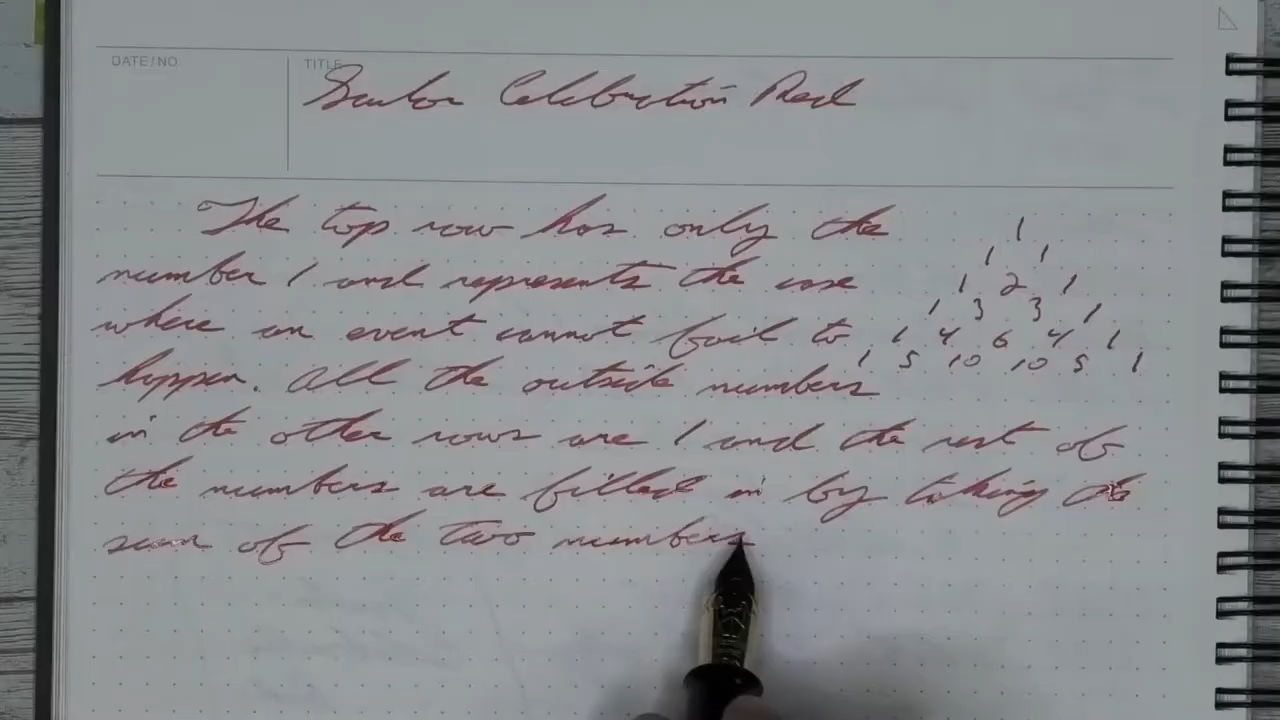 DATE/NO.
TITLE
Sailor Celebration Red
The top row has only the
number 1 and represents the case
where an event cannot fail to
happen. All the outside numbers
in the other rows are 1 and the rest of
the numbers are filled in by taking the
sum of the two numbers
1
1 1
1 2 1
1 3 3 1
1 4 6 4 1
1 5 10 10 5 1